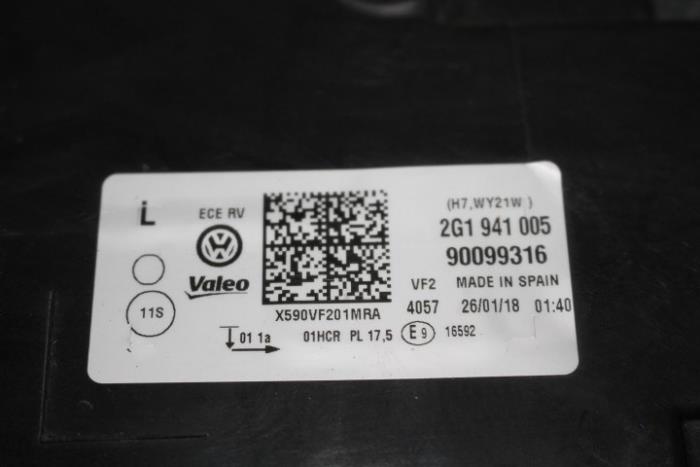 L ECE RV (H7,WY21W )
2G1 941 005
Valeo 90099316
VF2 MADE IN SPAIN
11S X590VF201MRA 4057 26/01/18 01:40
01 1a 01HCR PL 17,5 E9 16592